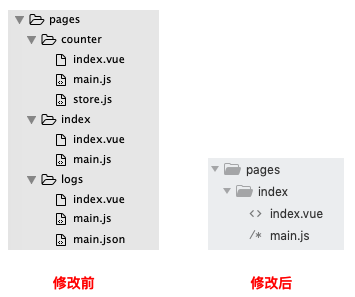 pages
counter
index.vue
main.js
store.js
index
index.vue
main.js
logs
index.vue
main.js
main.json
修改前
pages
index
<> index.vue
/* main.js
修改后